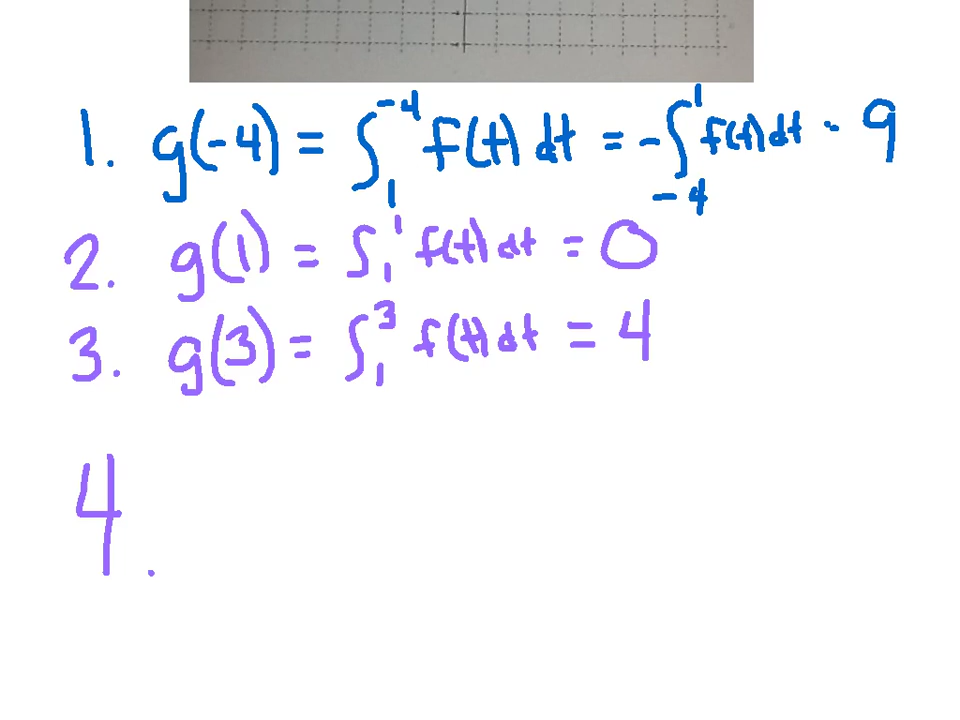 1. g(-4) = ∫₁⁻⁴ f(t) dt = -∫₋₄¹ f(t) dt - 9
2. g(1) = ∫₁¹ f(t) dt = 0
3. g(3) = ∫₁³ f(t) dt = 4
4.